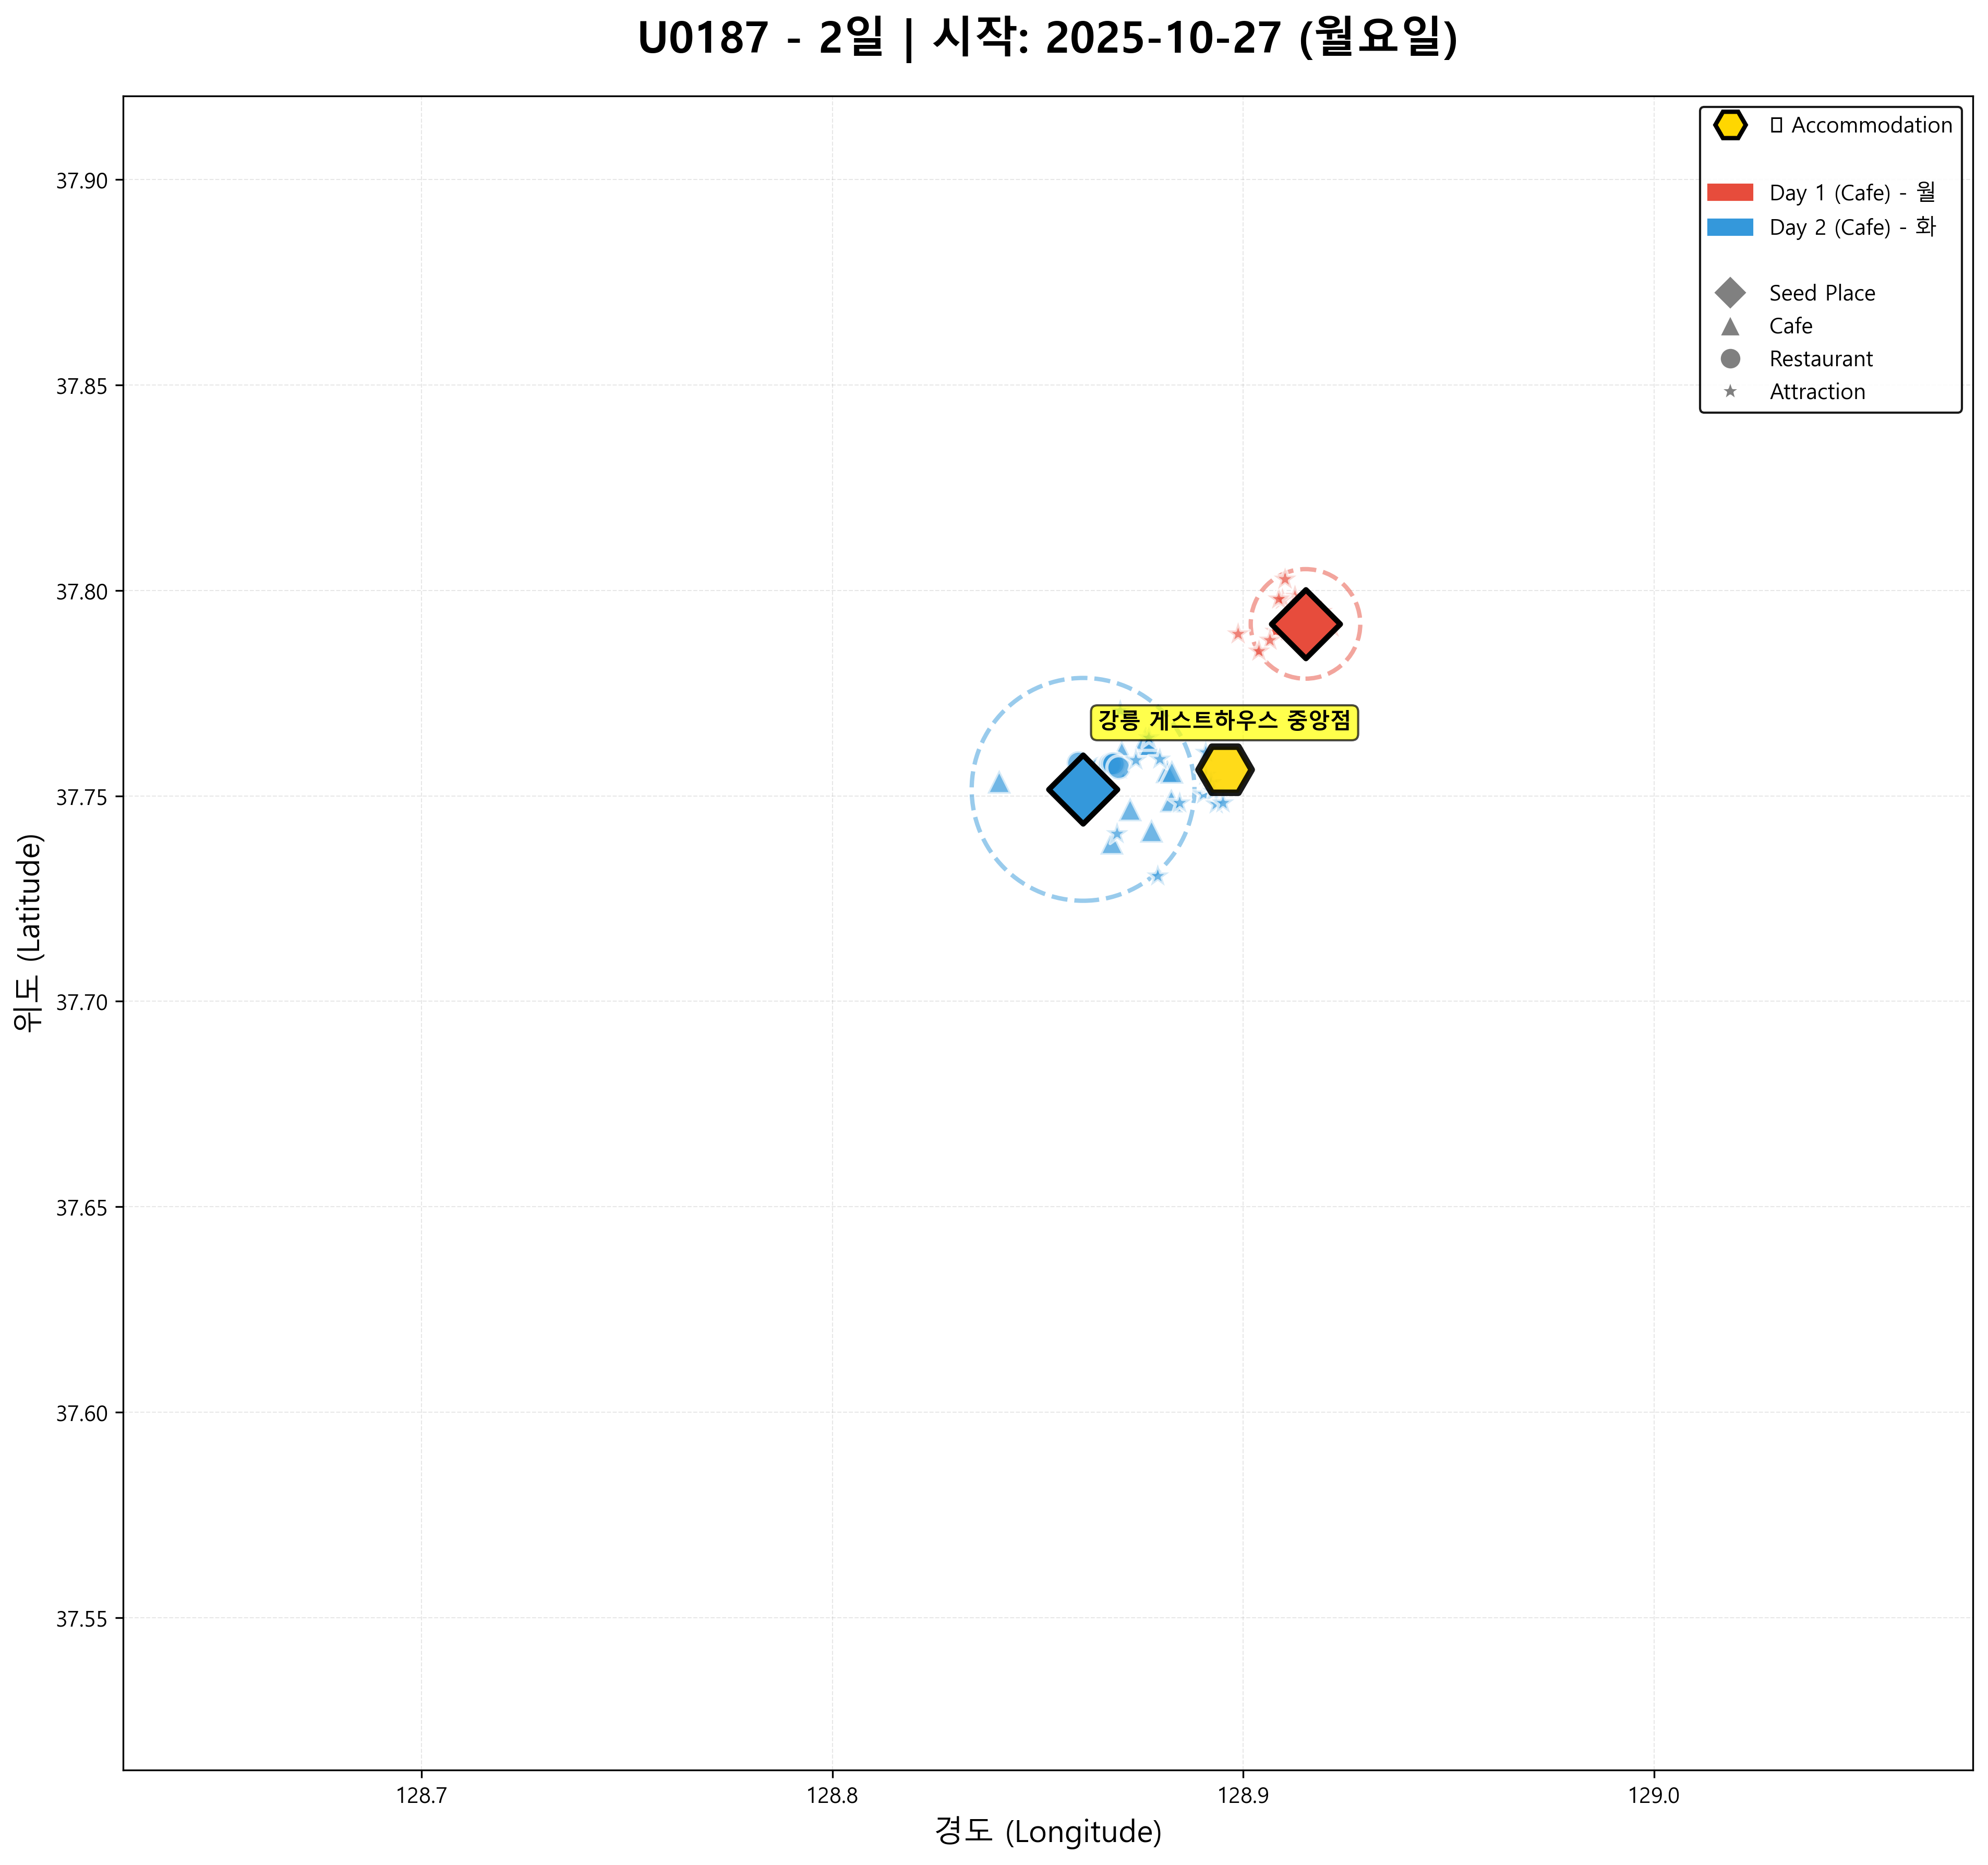 U0187 - 2일 | 시작: 2025-10-27 (월요일)
Accommodation
Day 1 (Cafe) - 월
Day 2 (Cafe) - 화
Seed Place
Cafe
Restaurant
Attraction
강릉 게스트하우스 중앙점
위도 (Latitude)
37.90
37.85
37.80
37.75
37.70
37.65
37.60
37.55
128.7
128.8
128.9
129.0
경도 (Longitude)